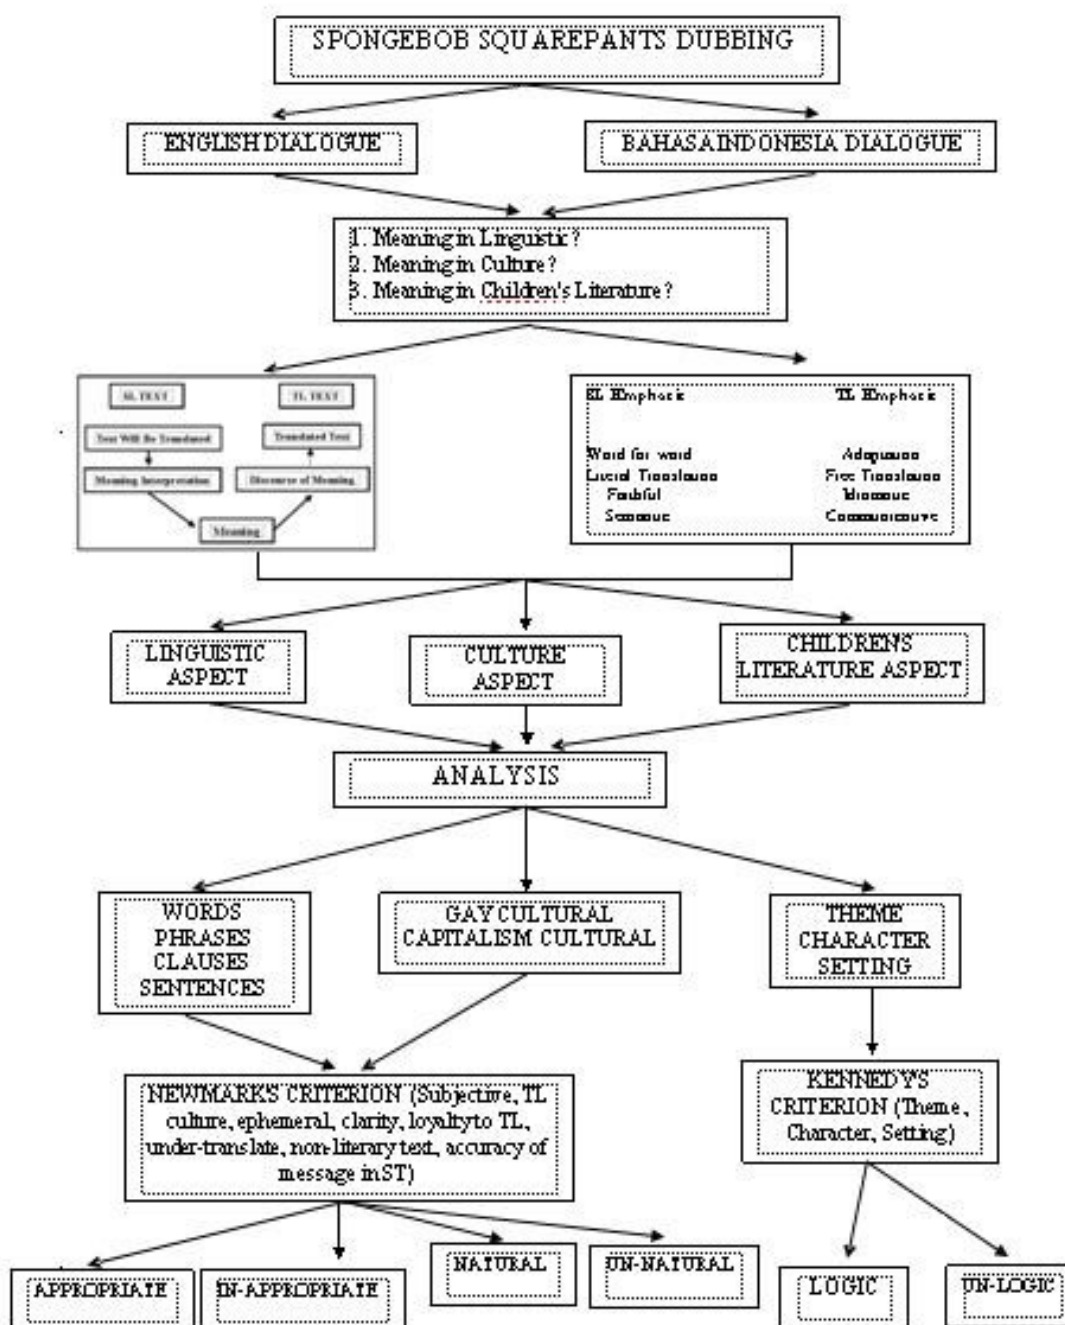 SPONGEBOB SQUAREPANTS DUBBING
ENGLISH DIALOGUE
BAHASA INDONESIA DIALOGUE
1. Meaning in Linguistic?
2. Meaning in Culture?
3. Meaning in Children's Literature?
SL TEXT
TL TEXT
Text Will Be Translated
Translated Text
Meaning Interpretation
Discourse of Meaning
Meaning
SL Emphasis
TL Emphasis
Word for word
Adaptation
Literal Translation
Free Translation
Faithful
Idiomatic
Semantic
Communicative
LINGUISTIC
ASPECT
CULTURE
ASPECT
CHILDREN'S
LITERATURE ASPECT
ANALYSIS
WORDS
PHRASES
CLAUSES
SENTENCES
GAY CULTURAL
CAPITALISM CULTURAL
THEME
CHARACTER
SETTING
NEWMARK'S CRITERION (Subjective, TL
culture, ephemeral, clarity, loyalty to TL,
under-translate, non-literary text, accuracy of
message in ST)
KENNEDY'S
CRITERION (Theme,
Character, Setting)
APPROPRIATE
IN-APPROPRIATE
NATURAL
UN-NATURAL
LOGIC
UN-LOGIC